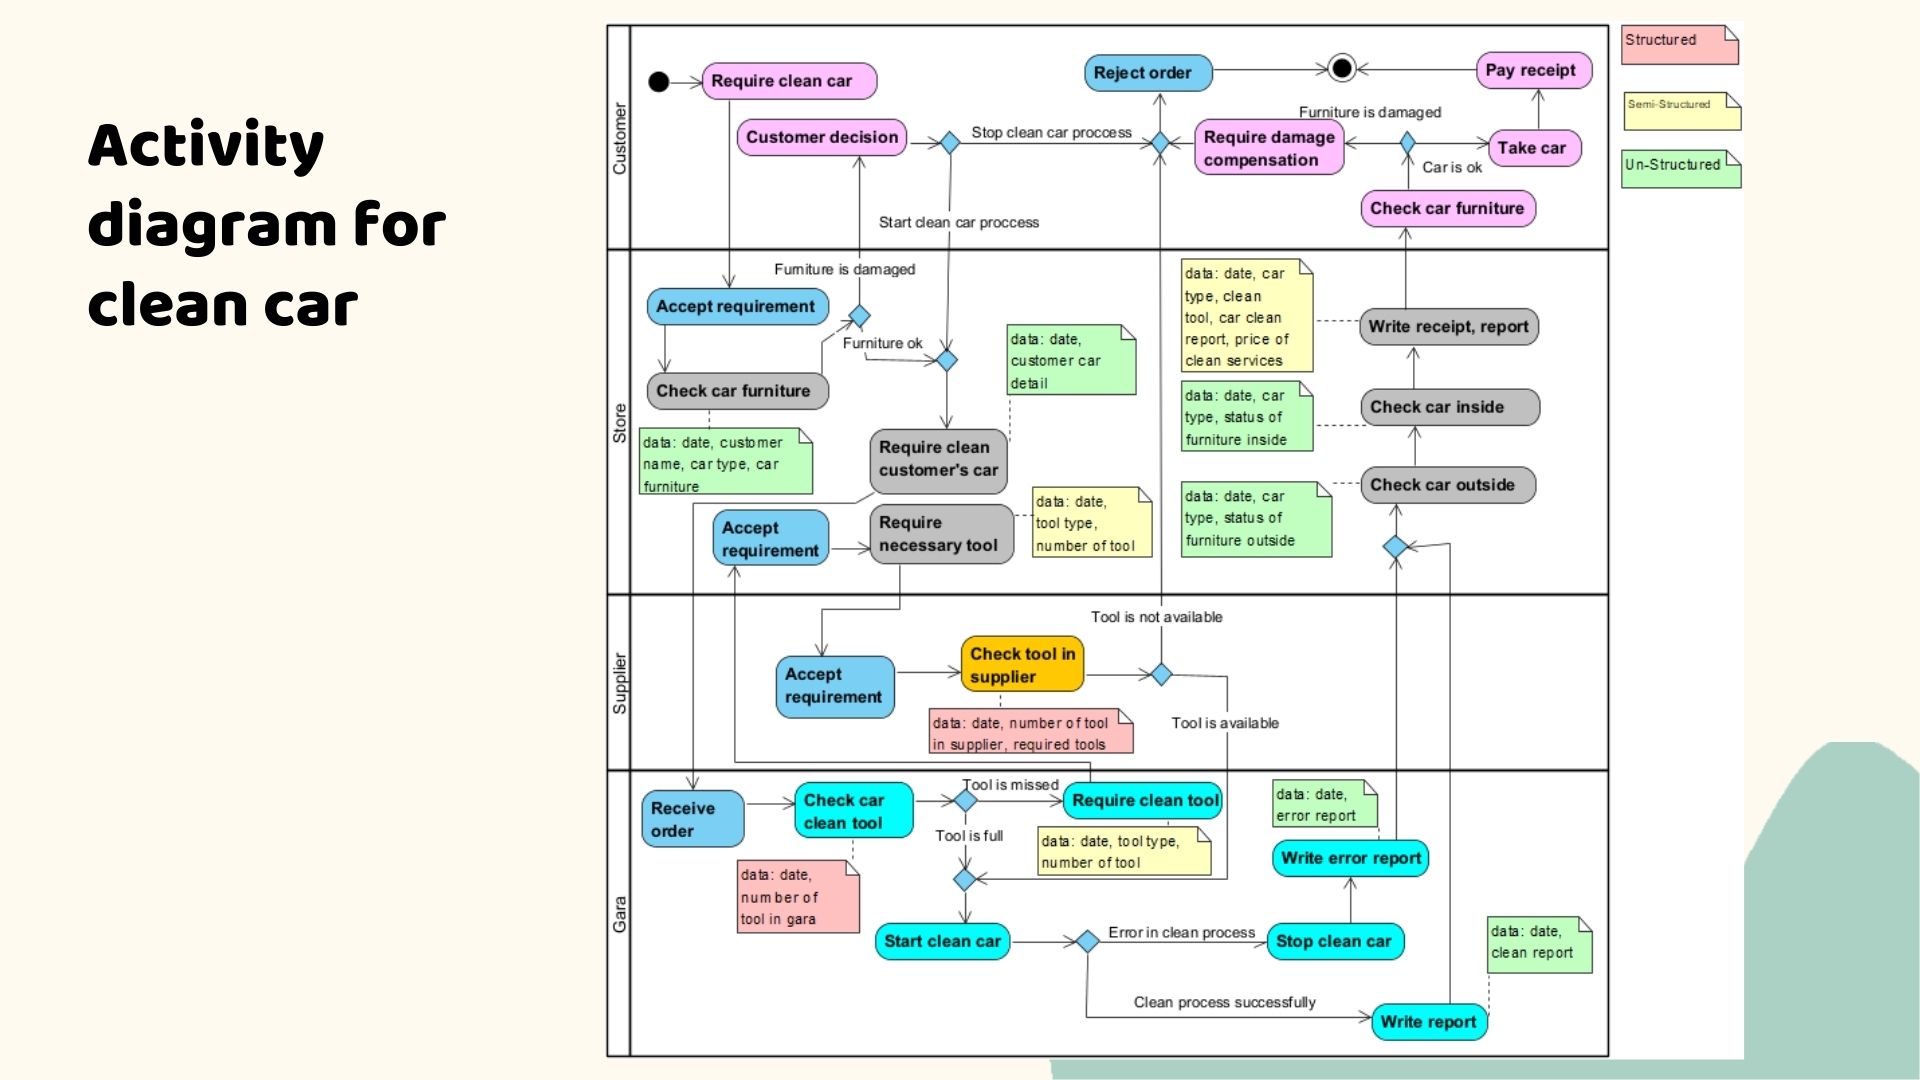 Activity
diagram for
clean car
Customer
Require clean car
Customer decision
Stop clean car proccess
Start clean car proccess
Reject order
Furniture is damaged
Require damage
compensation
Pay receipt
Take car
Car is ok
Check car furniture
Structured
Semi-Structured
Un-Structured
Store
Furniture is damaged
Accept requirement
Furniture ok
Check car furniture
data: date, customer
name, car type, car
furniture
data: date,
customer car
detail
Require clean
customer's car
Accept
requirement
Require
necessary tool
data: date,
tool type,
number of tool
data: date, car
type, clean
tool, car clean
report, price of
clean services
Write receipt, report
data: date, car
type, status of
furniture inside
Check car inside
data: date, car
type, status of
furniture outside
Check car outside
Supplier
Accept
requirement
Check tool in
supplier
data: date, number of tool
in supplier, required tools
Tool is not available
Tool is available
Gara
Receive
order
Check car
clean tool
data: date,
number of
tool in gara
Tool is missed
Tool is full
Require clean tool
data: date, tool type,
number of tool
Start clean car
Error in clean process
Clean process successfully
data: date,
error report
Write error report
Stop clean car
data: date,
clean report
Write report